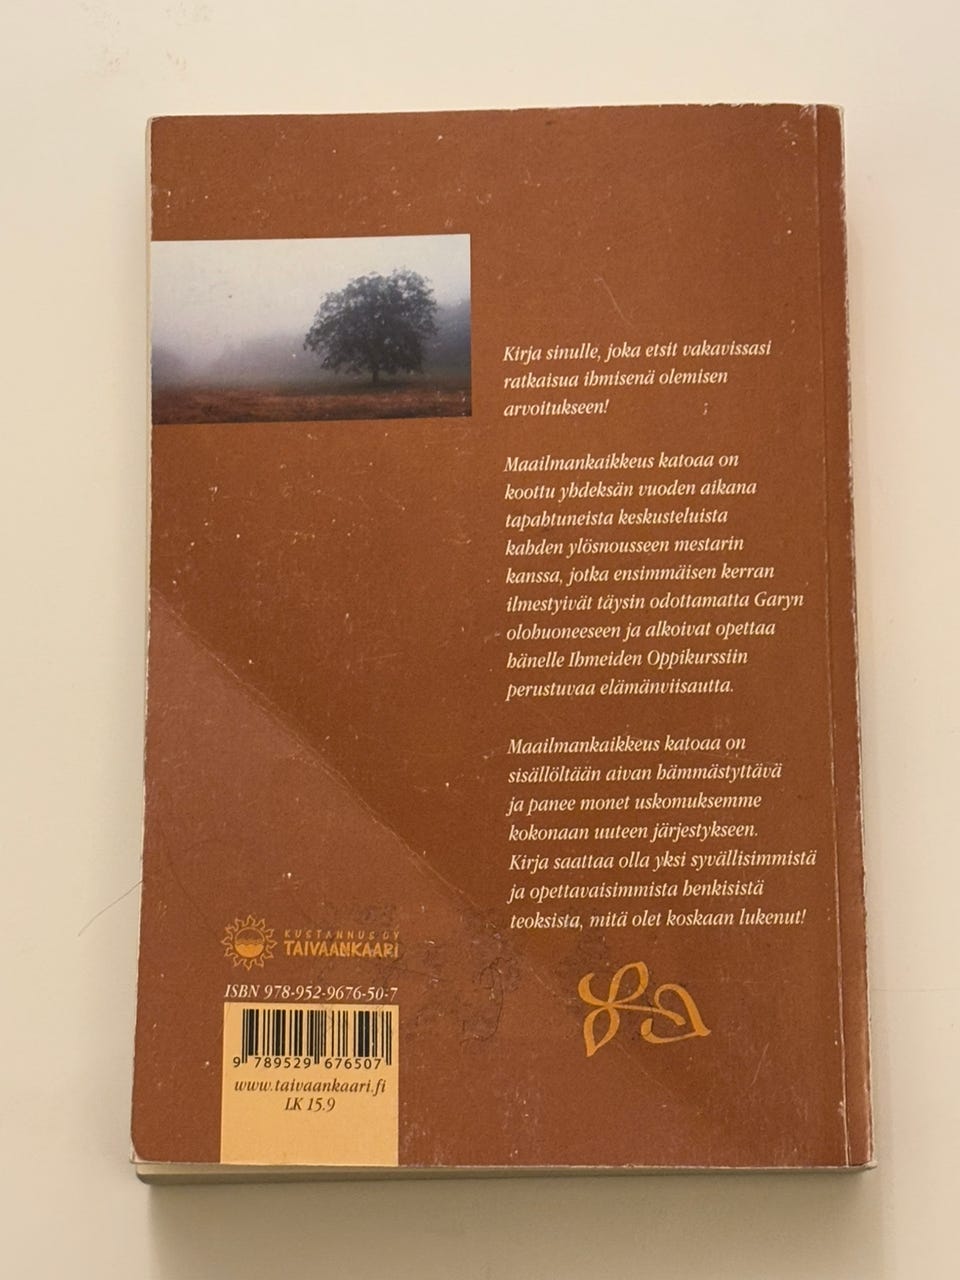 Kirja sinulle, joka etsit vakavissasi
ratkaisua ihmisenä olemisen
arvoitukseen!
Maailmankaikkeus katoaa on
koottu yhdeksän vuoden aikana
tapahtuneista keskusteluista
kahden ylösnousseen mestarin
kanssa, jotka ensimmäisen kerran
ilmestyivät täysin odottamatta Garyn
olohuoneeseen ja alkoivat opettaa
hänelle Ihmeiden Oppikurssiin
perustuvaa elämänviisautta.
Maailmankaikkeus katoaa on
sisällöltään aivan hämmästyttävä
ja panee monet uskomuksemme
kokonaan uuteen järjestykseen.
Kirja saattaa olla yksi syvällisimmistä
ja opettavaisimmista henkisistä
teoksista, mitä olet koskaan lukenut!
KUSTANNUS OY
TAIVAANKAARI
ISBN 978-952-9676-50-7
9 789529 676507
www.taivaankaari.fi
LK 15.9